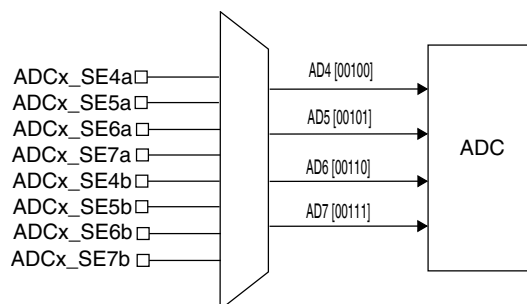 ADCx_SE4a
ADCx_SE5a
ADCx_SE6a
ADCx_SE7a
ADCx_SE4b
ADCx_SE5b
ADCx_SE6b
ADCx_SE7b
AD4 [00100]
AD5 [00101]
AD6 [00110]
AD7 [00111]
ADC